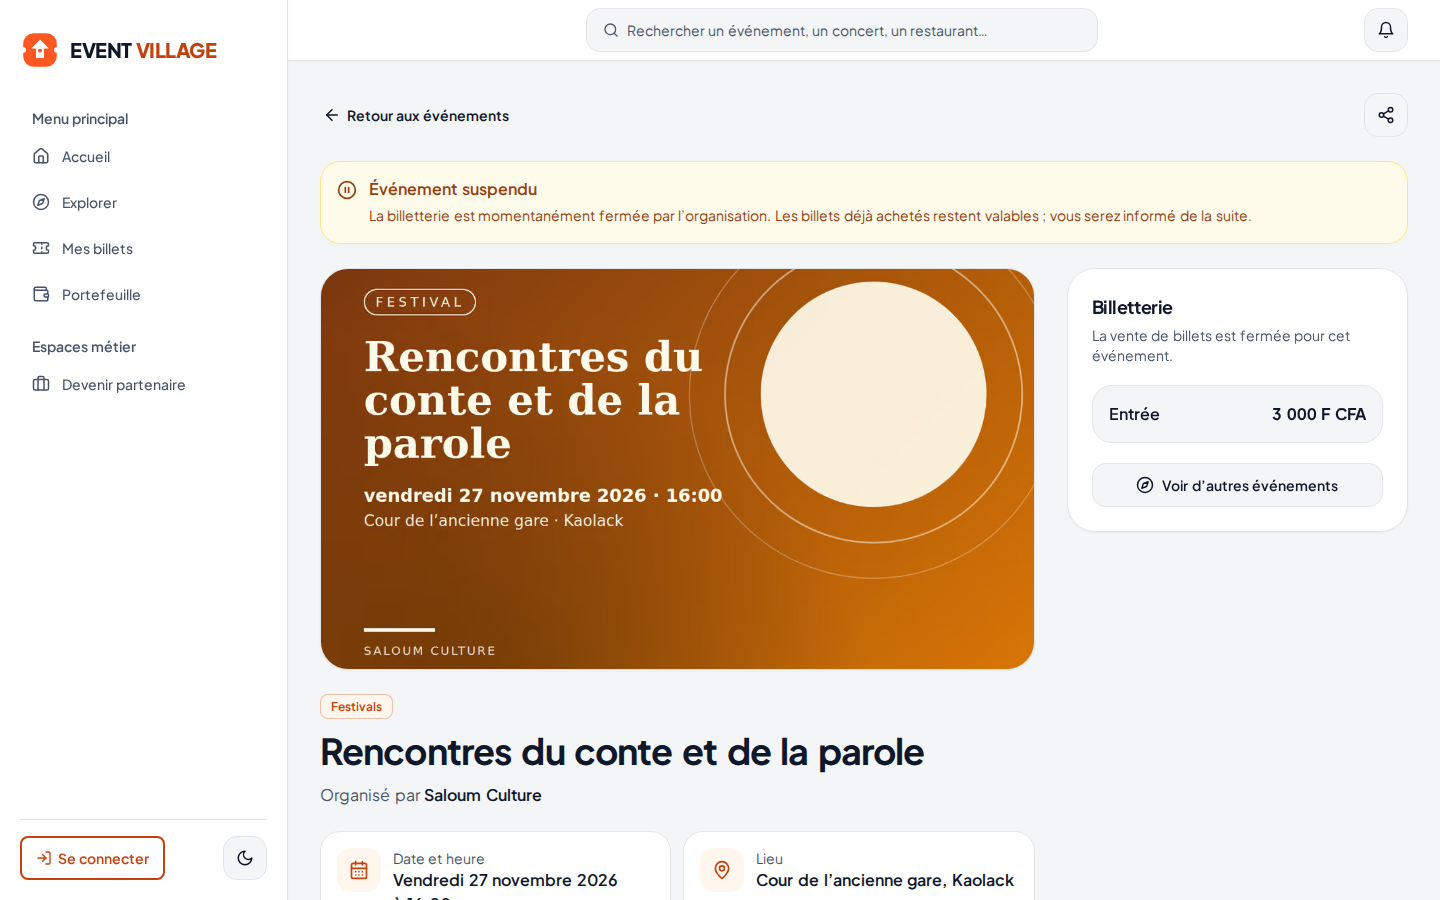 EVENT VILLAGE
Rechercher un événement, un concert, un restaurant…
Menu principal
Accueil
Explorer
Mes billets
Portefeuille
Espaces métier
Devenir partenaire
Se connecter
Retour aux événements
Événement suspendu
La billetterie est momentanément fermée par l’organisation. Les billets déjà achetés restent valables ; vous serez informé de la suite.
FESTIVAL
Rencontres du
conte et de la
parole
vendredi 27 novembre 2026 · 16:00
Cour de l’ancienne gare · Kaolack
SALOUM CULTURE
Billetterie
La vente de billets est fermée pour cet
événement.
Entrée 3 000 F CFA
Voir d’autres événements
Festivals
Rencontres du conte et de la parole
Organisé par Saloum Culture
Date et heure
Vendredi 27 novembre 2026
Lieu
Cour de l’ancienne gare, Kaolack